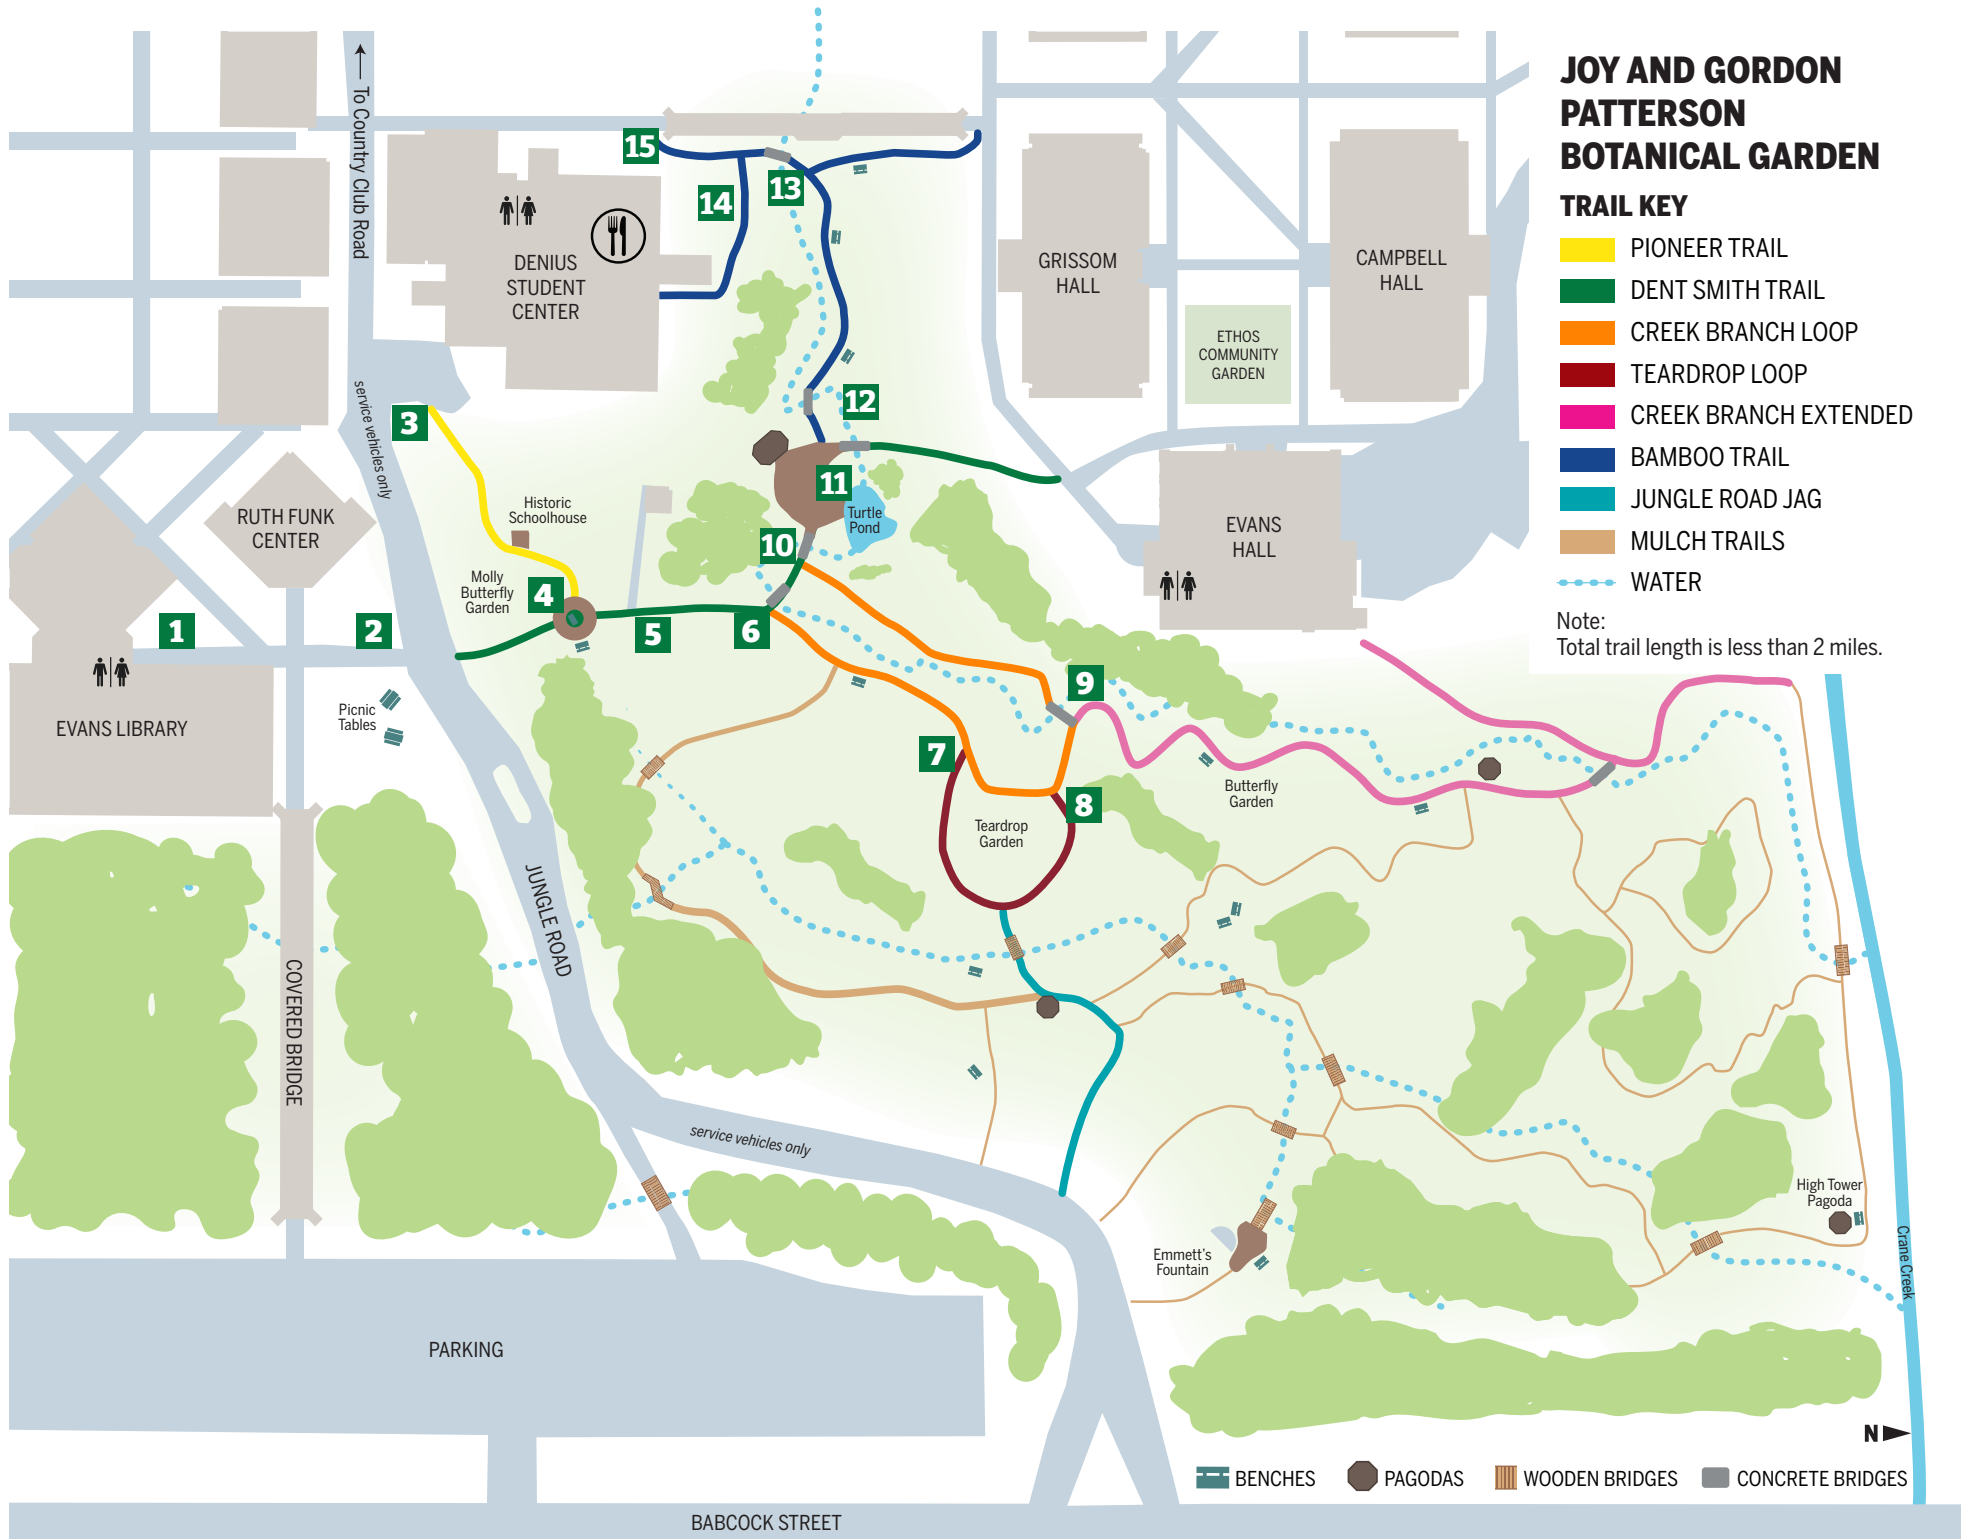 JOY AND GORDON
PATTERSON
BOTANICAL GARDEN
TRAIL KEY
PIONEER TRAIL
DENT SMITH TRAIL
CREEK BRANCH LOOP
TEARDROP LOOP
CREEK BRANCH EXTENDED
BAMBOO TRAIL
JUNGLE ROAD JAG
MULCH TRAILS
WATER
Note:
Total trail length is less than 2 miles.
To Country Club Road
15
14
13
DENIUS
STUDENT
CENTER
GRISSOM
HALL
CAMPBELL
HALL
ETHOS
COMMUNITY
GARDEN
service vehicles only
3
12
11
10
Turtle
Pond
Historic
Schoolhouse
RUTH FUNK
CENTER
EVANS
HALL
Molly
Butterfly
Garden
4
1
2
5
6
9
EVANS LIBRARY
Picnic
Tables
7
8
Butterfly
Garden
Teardrop
Garden
JUNGLE ROAD
COVERED BRIDGE
service vehicles only
High Tower
Pagoda
Emmett's
Fountain
Crane Creek
PARKING
N
BENCHES
PAGODAS
WOODEN BRIDGES
CONCRETE BRIDGES
BABCOCK STREET